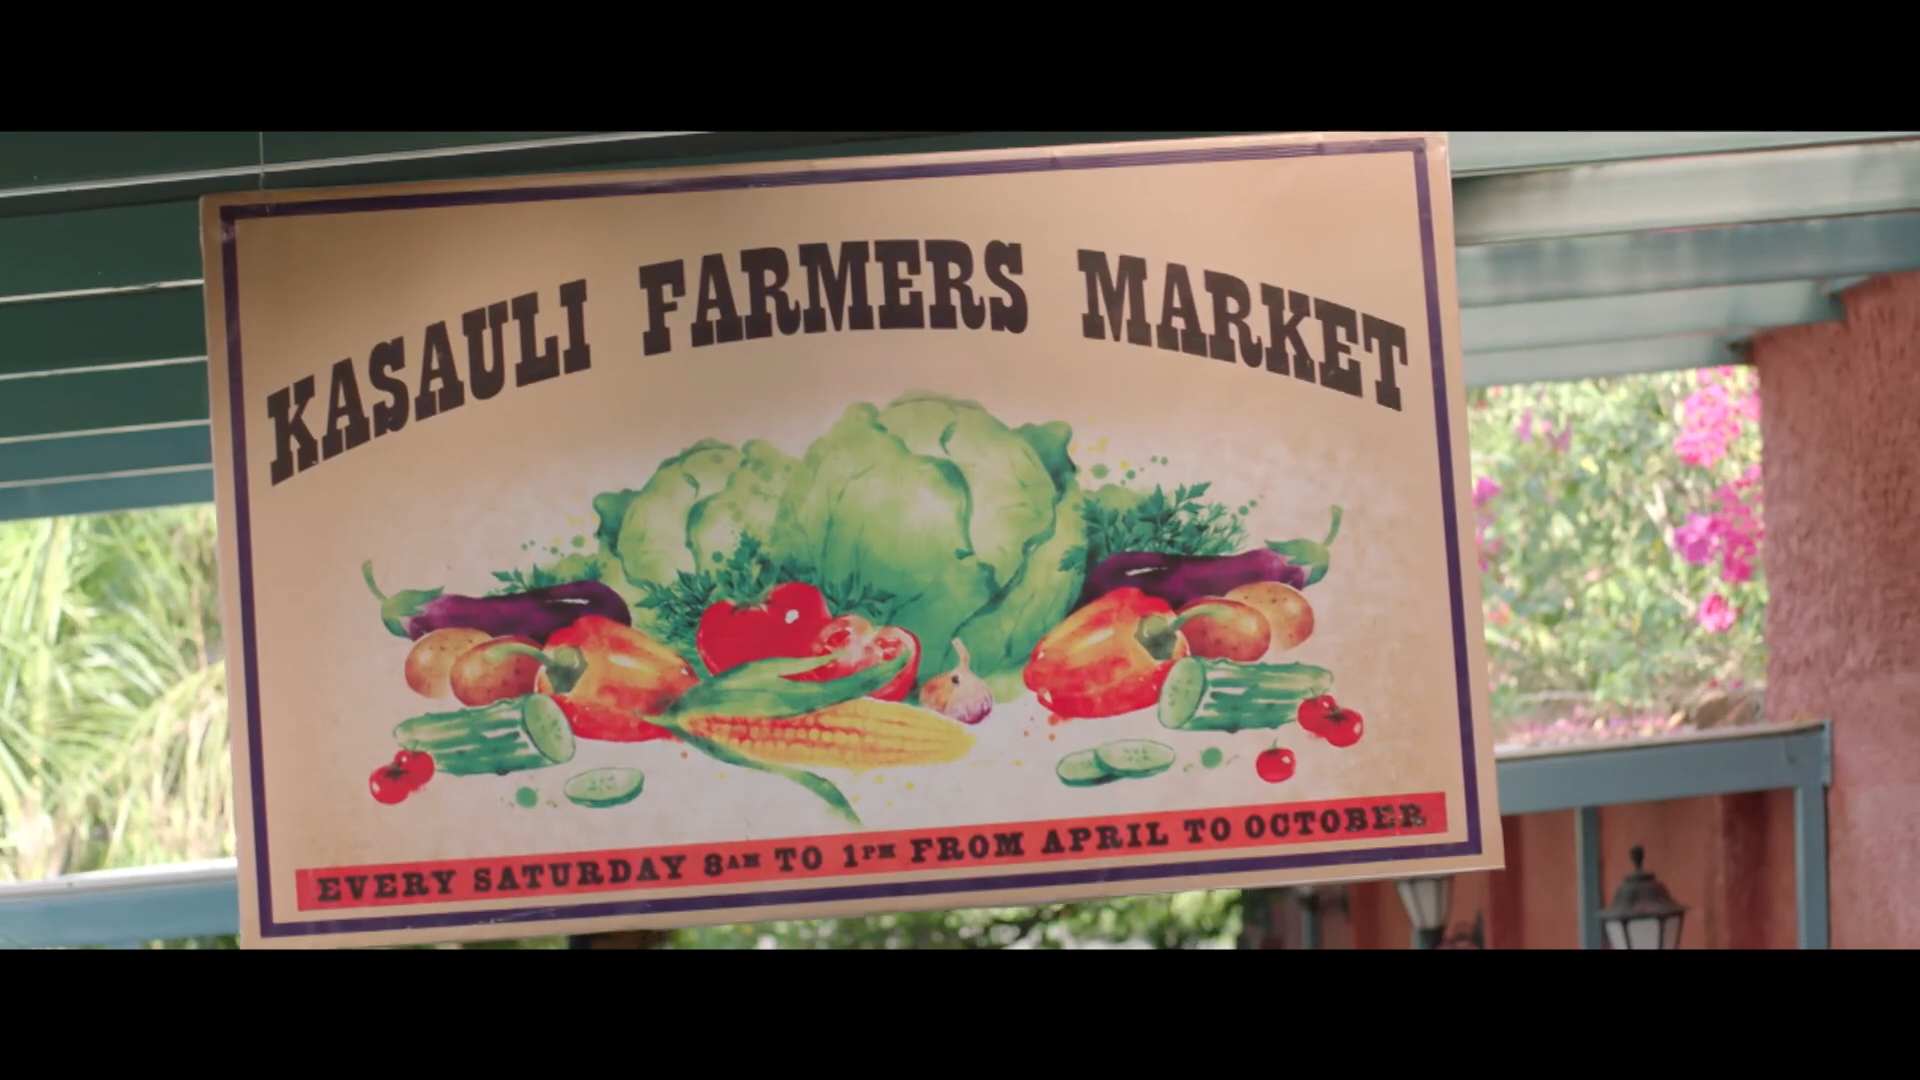 KASAULI FARMERS MARKET
EVERY SATURDAY 8AM TO 1PM FROM APRIL TO OCTOBER